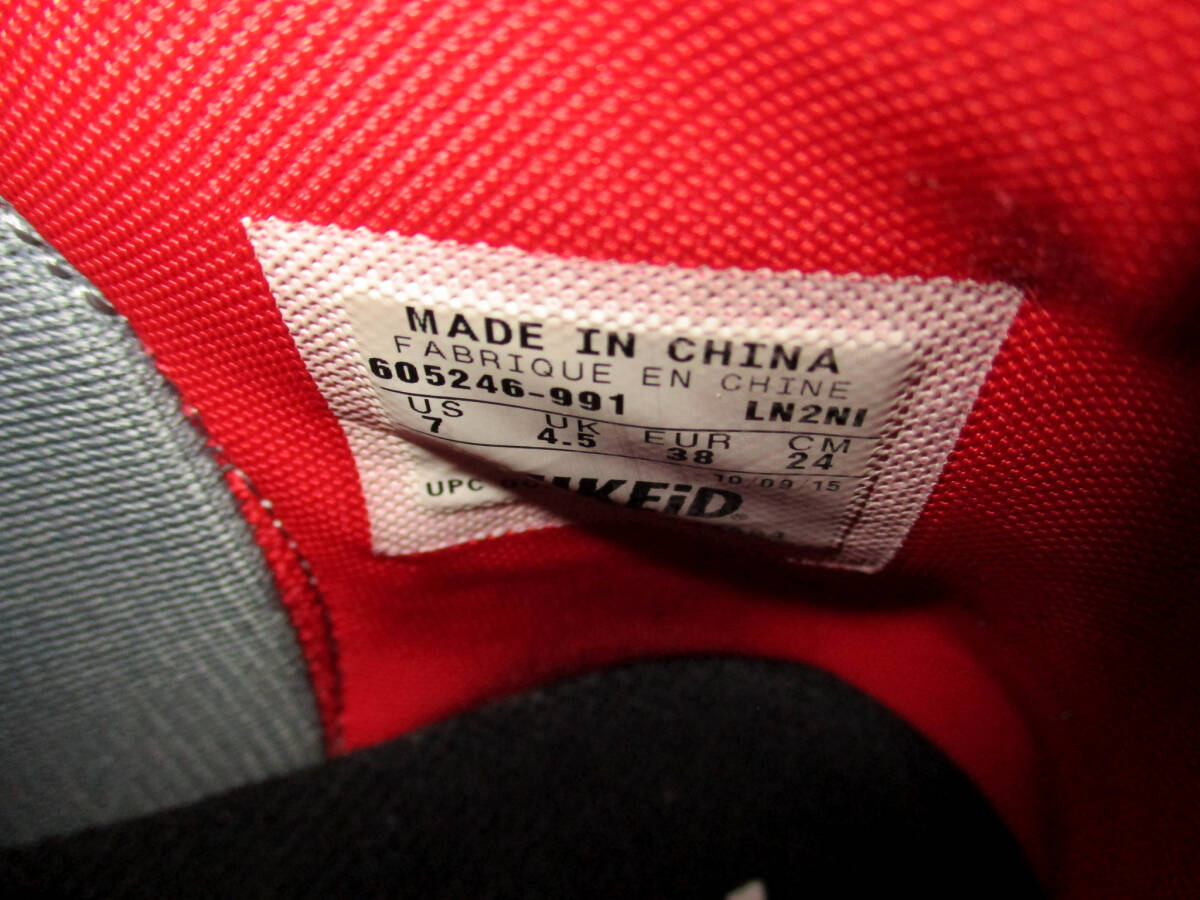 MADE IN CHINA
FABRIQUE EN CHINE
605246-991 LN2NI
US UK EUR CM
7 4.5 38 24
10/09/15
UPC